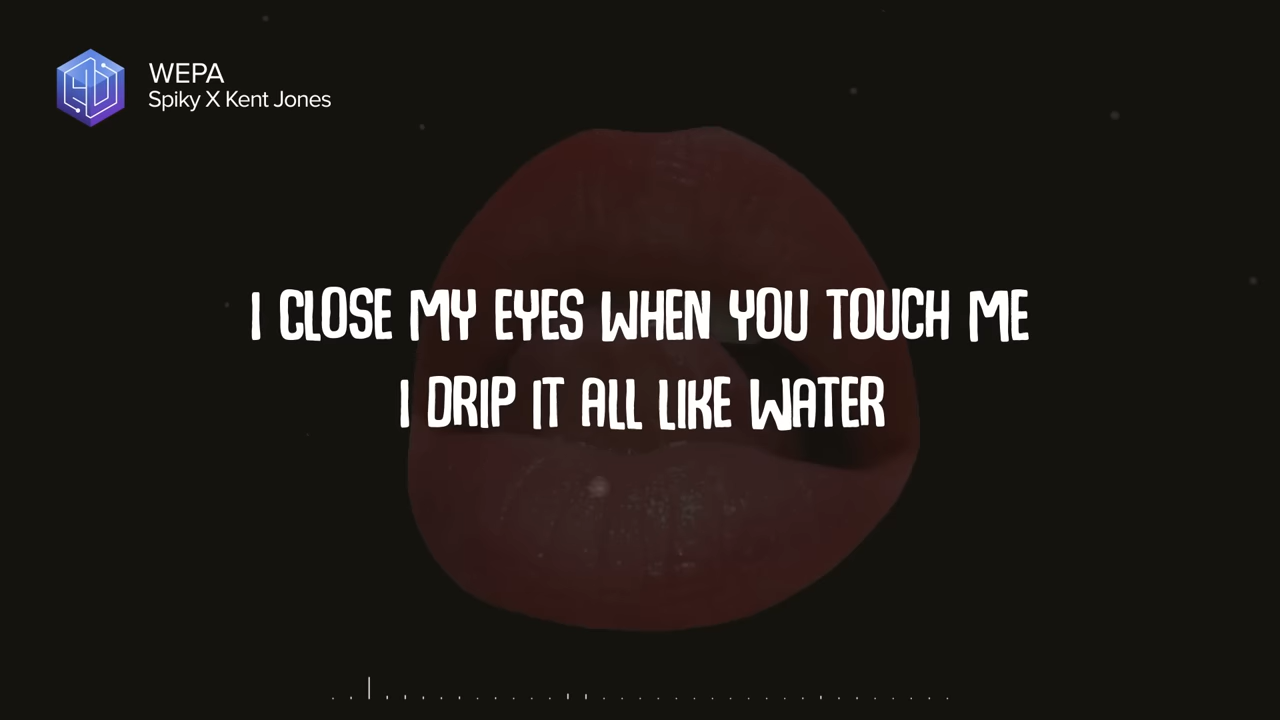 WEPA
Spiky X Kent Jones
I CLOSE MY EYES WHEN YOU TOUCH ME
I DRIP IT ALL LIKE WATER